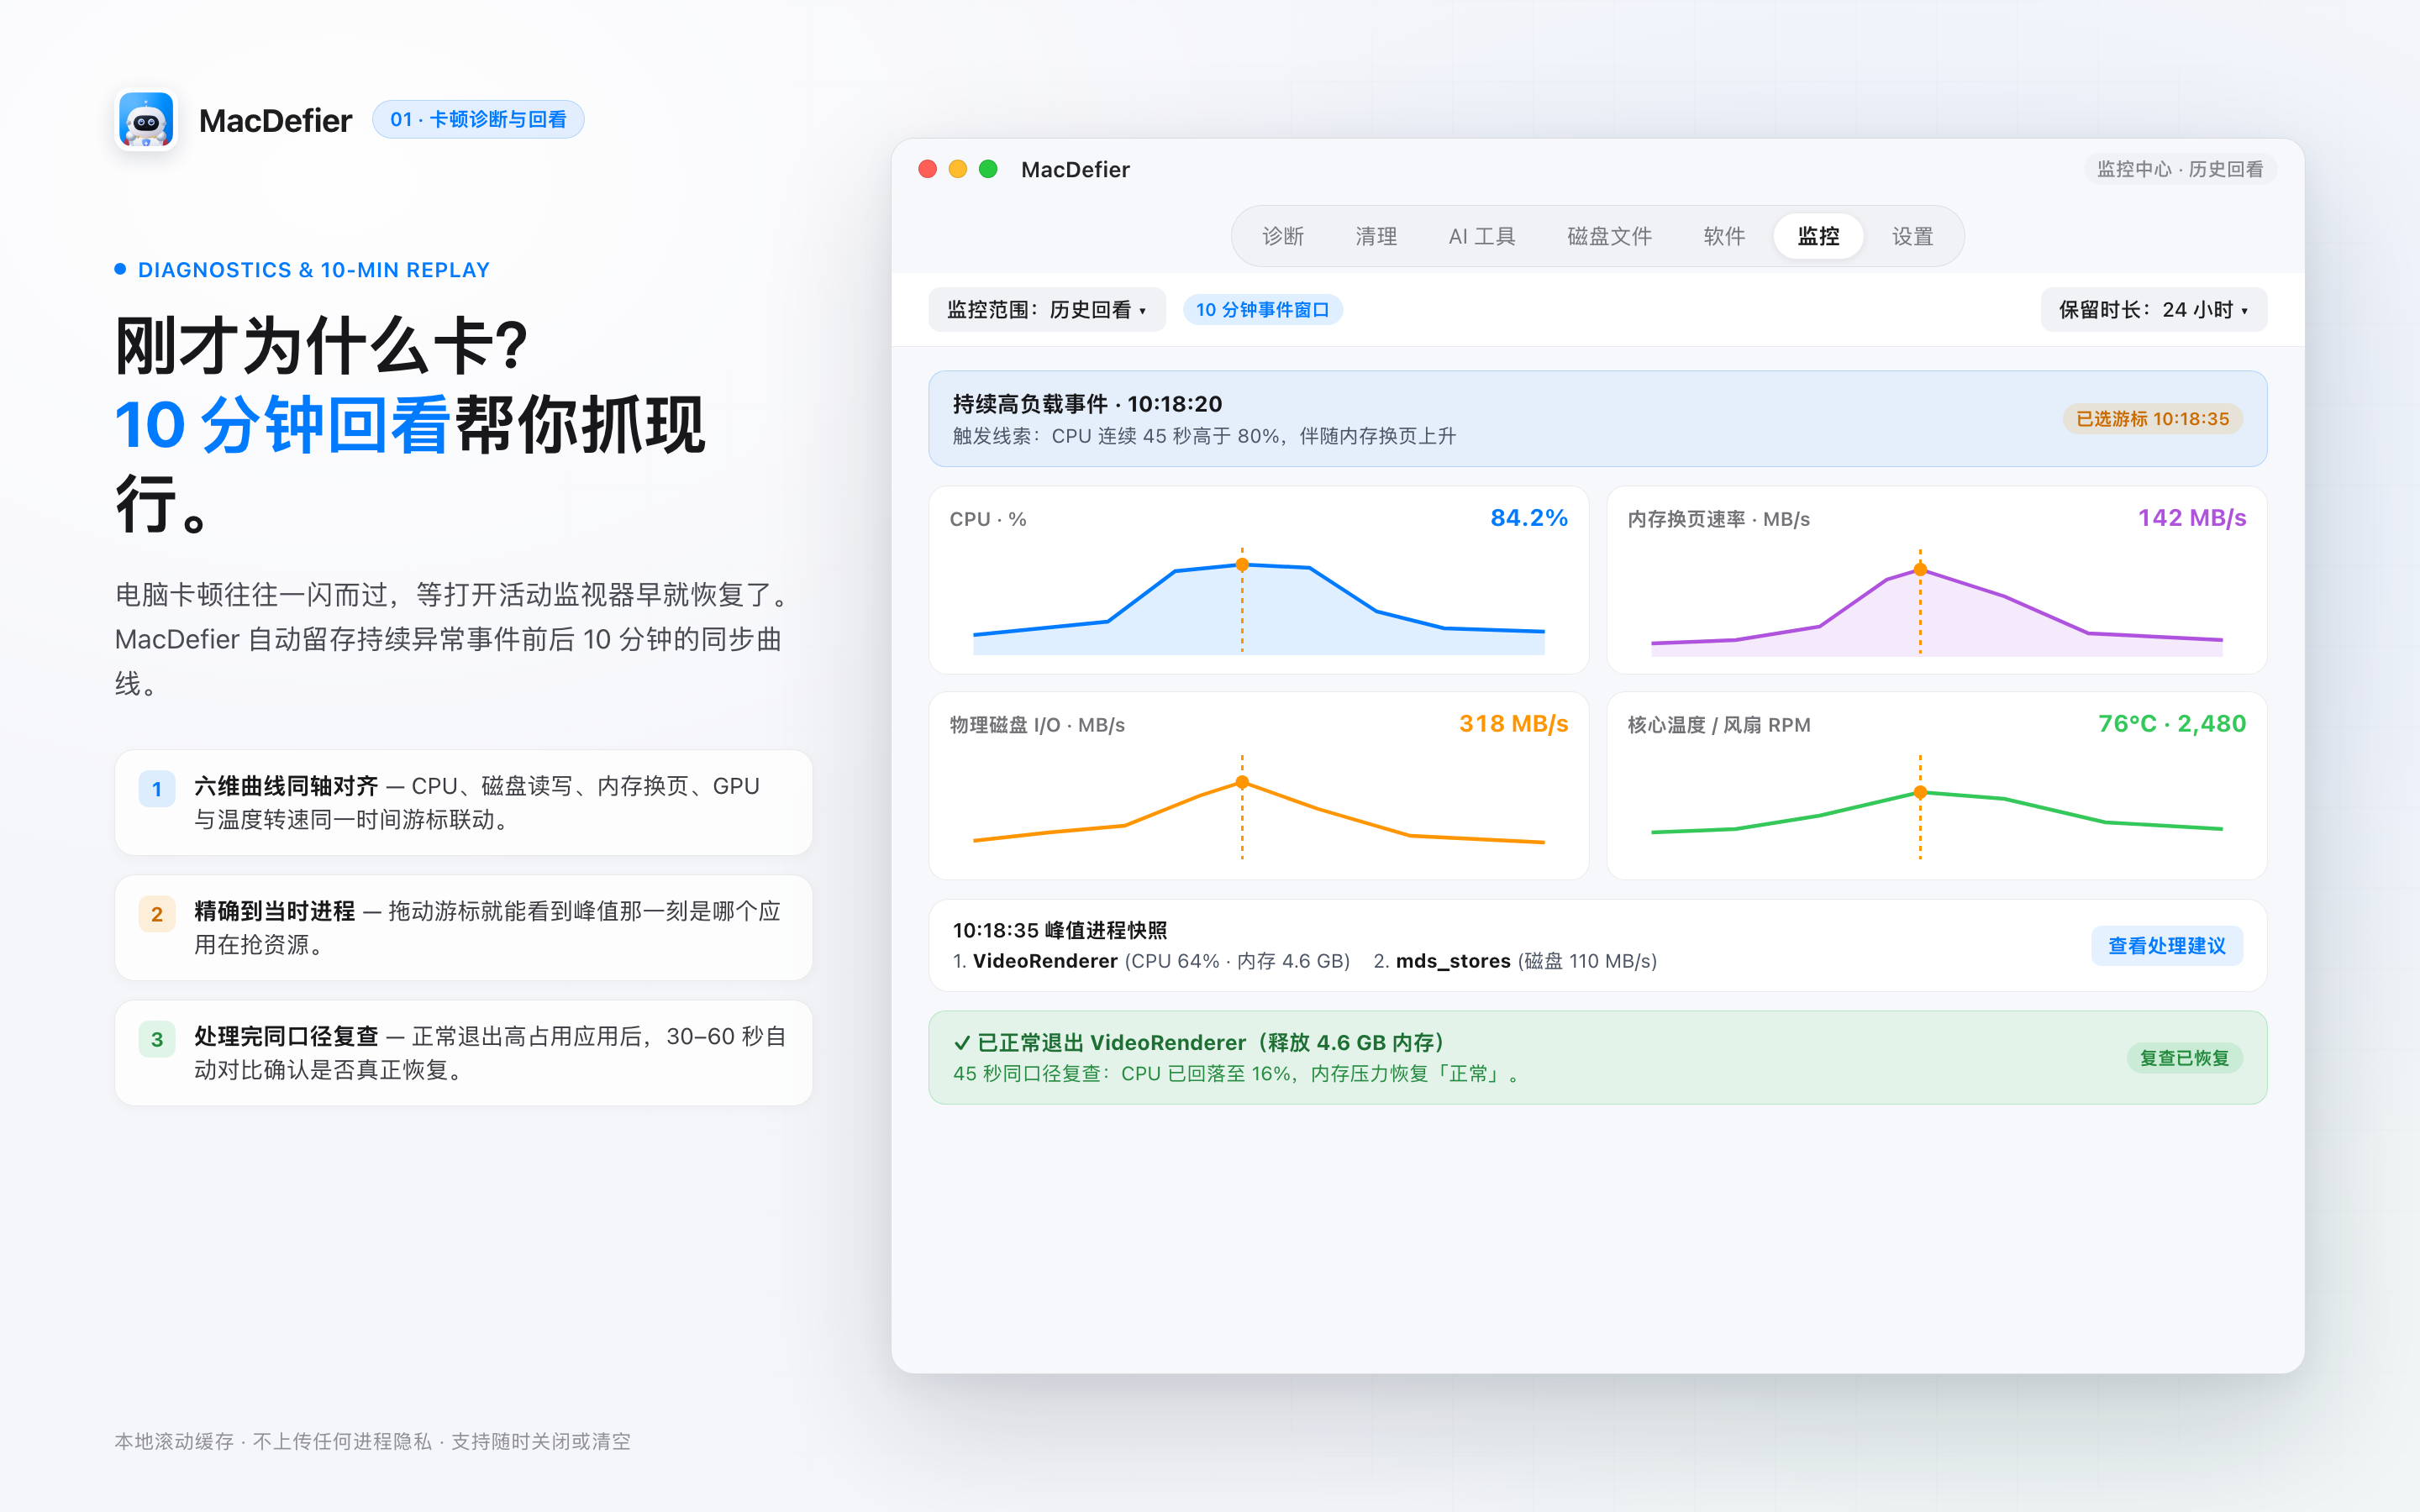 MacDefier
01 · 卡顿诊断与回看
DIAGNOSTICS & 10-MIN REPLAY
刚才为什么卡?
10 分钟回看帮你抓现
行。
电脑卡顿往往一闪而过，等打开活动监视器早就恢复了。
MacDefier 自动留存持续异常事件前后 10 分钟的同步曲
线。
1
六维曲线同轴对齐 — CPU、磁盘读写、内存换页、GPU
与温度转速同一时间游标联动。
2
精确到当时进程 — 拖动游标就能看到峰值那一刻是哪个应
用在抢资源。
3
处理完同口径复查 — 正常退出高占用应用后，30–60 秒自
动对比确认是否真正恢复。
本地滚动缓存 · 不上传任何进程隐私 · 支持随时关闭或清空
MacDefier
监控中心 · 历史回看
诊断 清理 AI 工具 磁盘文件 软件 监控 设置
监控范围：历史回看 ▾
10 分钟事件窗口
保留时长：24 小时 ▾
持续高负载事件 · 10:18:20
触发线索：CPU 连续 45 秒高于 80%，伴随内存换页上升
已选游标 10:18:35
CPU · %
84.2%
内存换页速率 · MB/s
142 MB/s
物理磁盘 I/O · MB/s
318 MB/s
核心温度 / 风扇 RPM
76°C · 2,480
10:18:35 峰值进程快照
1. VideoRenderer (CPU 64% · 内存 4.6 GB) 2. mds_stores (磁盘 110 MB/s)
查看处理建议
✓ 已正常退出 VideoRenderer（释放 4.6 GB 内存）
45 秒同口径复查：CPU 已回落至 16%，内存压力恢复「正常」。
复查已恢复